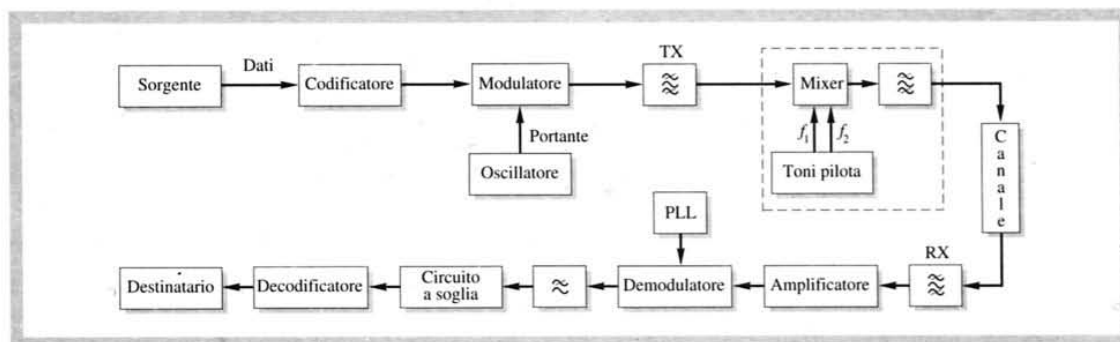 TX
Dati
Sorgente
Codificatore
Modulatore
Mixer
Portante
f1
f2
Oscillatore
Toni pilota
Canale
PLL
RX
Destinatario
Decodificatore
Circuito
a soglia
Demodulatore
Amplificatore